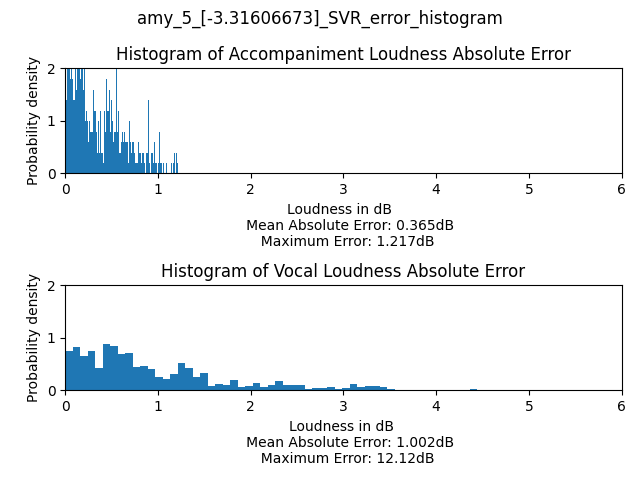 amy_5_[-3.31606673]_SVR_error_histogram
Histogram of Accompaniment Loudness Absolute Error
Probability density
2
1
0
0 1 2 3 4 5 6
Loudness in dB
Mean Absolute Error: 0.365dB
Maximum Error: 1.217dB
Histogram of Vocal Loudness Absolute Error
Probability density
2
1
0
0 1 2 3 4 5 6
Loudness in dB
Mean Absolute Error: 1.002dB
Maximum Error: 12.12dB